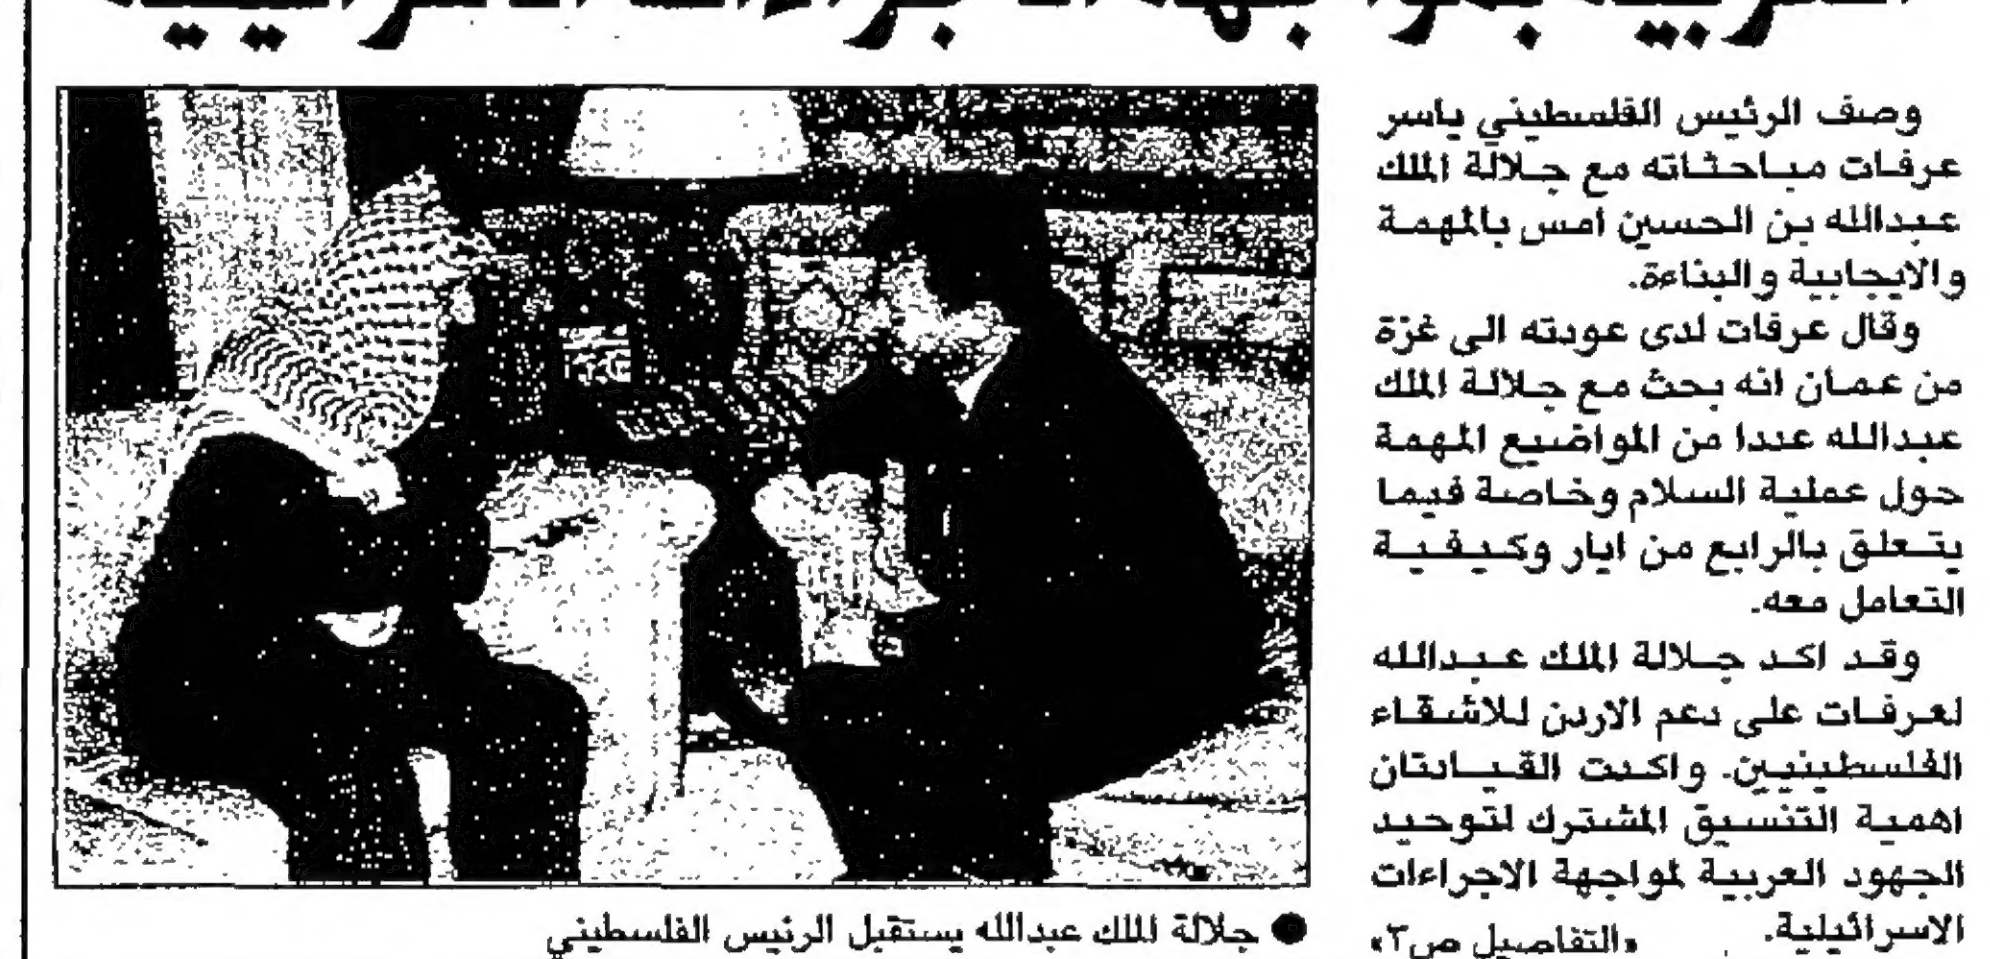 وصف الرئيس الفلسطيني ياسر
عرفات مباحثاته مع جلالة الملك
عبدالله بن الحسين امس بالمهمة
والايجابية والبناءة.
وقال عرفات لدى عودته الى غزة
من عمان انه بحث مع جلالة الملك
عبدالله عددا من المواضيع المهمة
حول عملية السلام وخاصة فيما
يتعلق بالرابع من ايار وكيفية
التعامل معه.
وقد اكد جلالة الملك عبدالله
لعرفات على دعم الاردن للاشقاء
الفلسطينيين. واكدت القيادتان
اهمية التنسيق المشترك لتوحيد
الجهود العربية لمواجهة الاجراءات
الاسرائيلية. «التفاصيل ص٣»
● جلالة الملك عبدالله يستقبل الرئيس الفلسطيني